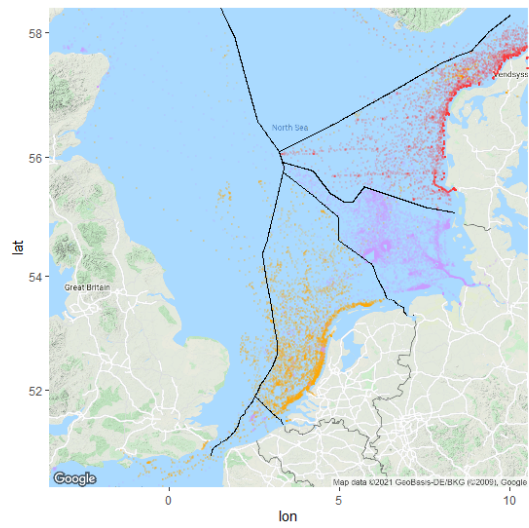 58
Vendsyss
North Sea
56
lat
54
Great Britain
52
Google
Map data ©2021 GeoBasis-DE/BKG (©2009), Google
0
5
10
lon